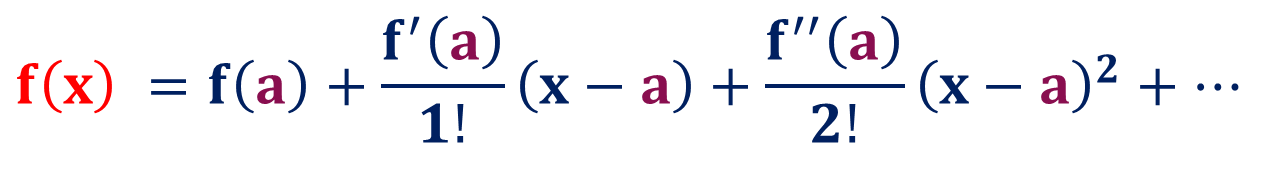 f(x) = f(a) + f′(a)/1! (x − a) + f′′(a)/2! (x − a)² + ⋯